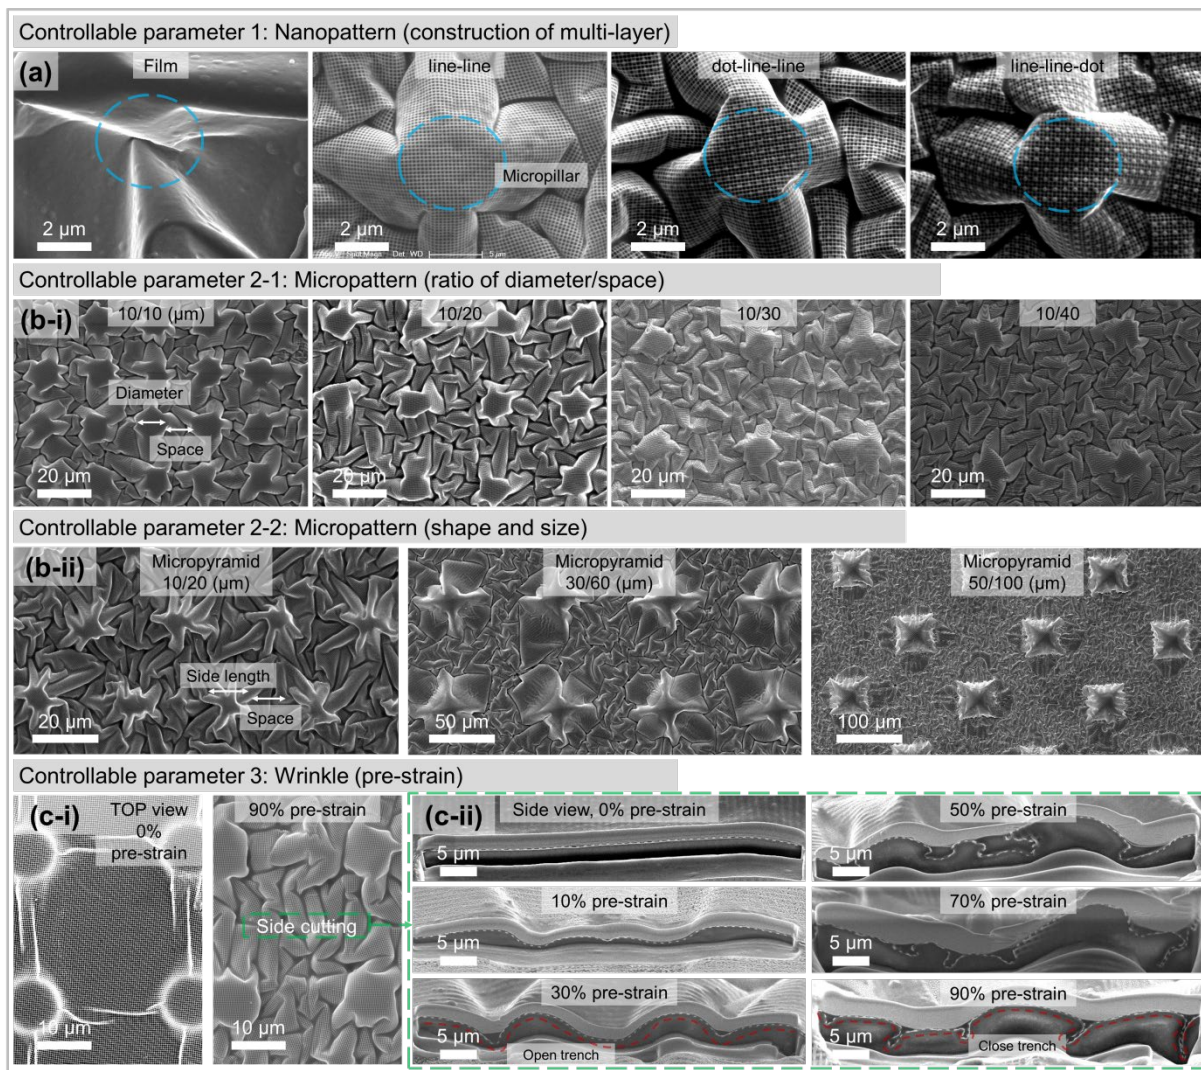 Controllable parameter 1: Nanopattern (construction of multi-layer)
(a)
Film
line-line
dot-line-line
line-line-dot
Micropillar
2 μm
2 μm
2 μm
2 μm
Det WD
5 μm
Controllable parameter 2-1: Micropattern (ratio of diameter/space)
(b-i)
10/10 (μm)
10/20
10/30
10/40
Diameter
Space
20 μm
20 μm
20 μm
20 μm
Controllable parameter 2-2: Micropattern (shape and size)
(b-ii)
Micropyramid
10/20 (μm)
Micropyramid
30/60 (μm)
Micropyramid
50/100 (μm)
Side length
Space
20 μm
50 μm
100 μm
Controllable parameter 3: Wrinkle (pre-strain)
(c-i)
TOP view
0%
pre-strain
10 μm
90% pre-strain
Side cutting
10 μm
(c-ii)
Side view, 0% pre-strain
5 μm
50% pre-strain
5 μm
10% pre-strain
5 μm
70% pre-strain
5 μm
30% pre-strain
5 μm
Open trench
90% pre-strain
5 μm
Close trench